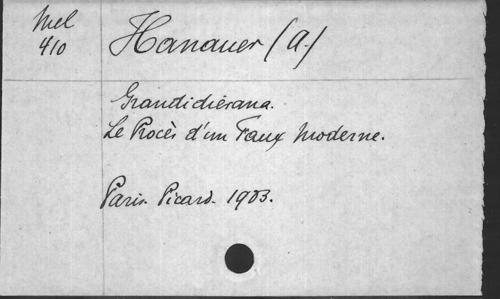 Mel
410
Hanauer (A.)
Grandidierana.
Le Procès d'un Faux Moderne.
Paris. Picard. 1903.